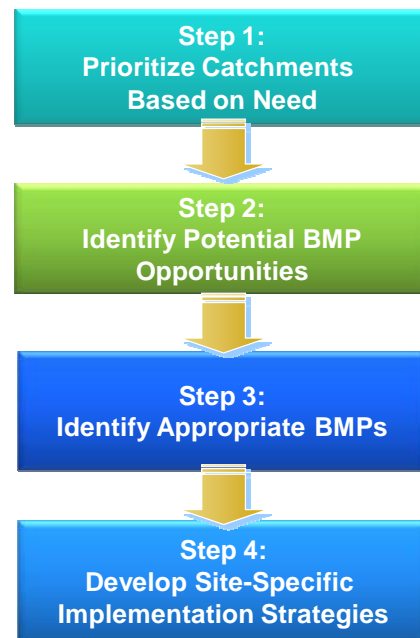 Step 1:
Prioritize Catchments
Based on Need
Step 2:
Identify Potential BMP
Opportunities
Step 3:
Identify Appropriate BMPs
Step 4:
Develop Site-Specific
Implementation Strategies